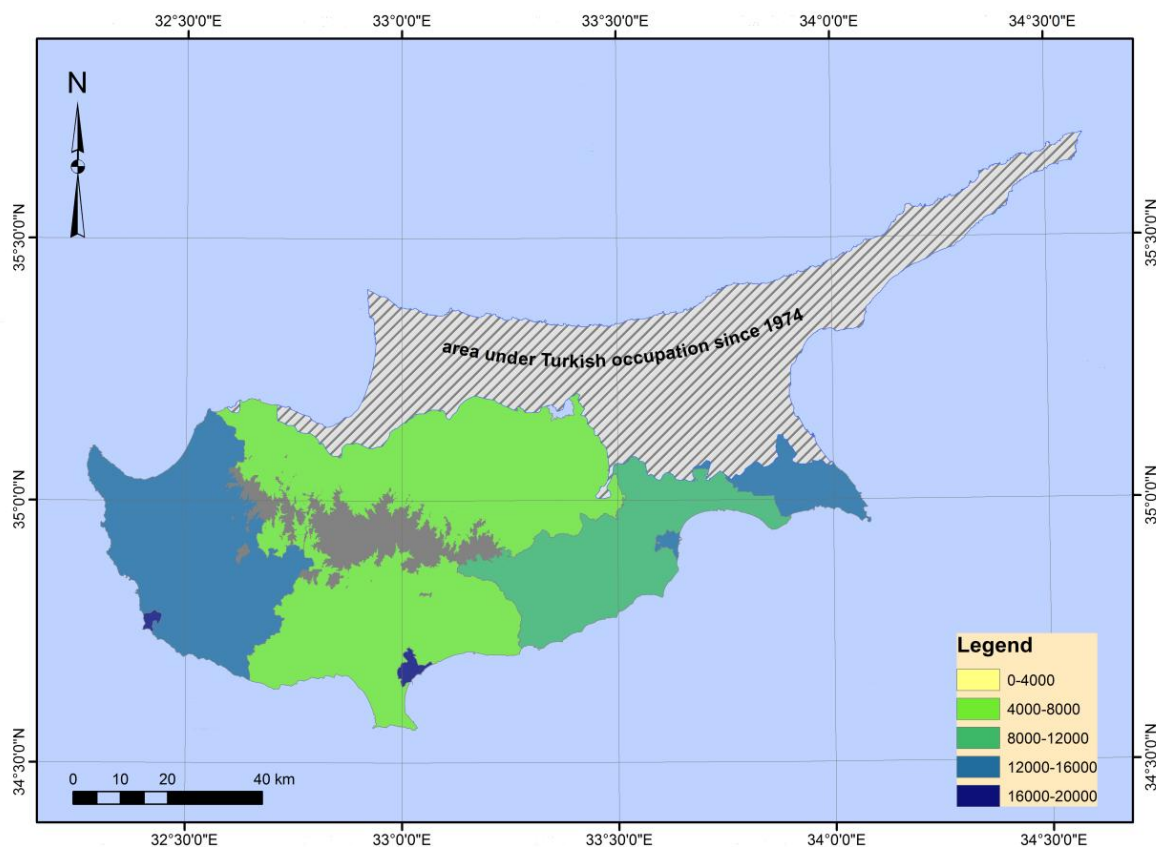 32°30'0"E 33°0'0"E 33°30'0"E 34°0'0"E 34°30'0"E
N
35°30'0"N
35°30'0"N
area under Turkish occupation since 1974
35°0'0"N
35°0'0"N
Legend
0-4000
4000-8000
8000-12000
12000-16000
16000-20000
34°30'0"N
34°30'0"N
0 10 20 40 km
32°30'0"E 33°0'0"E 33°30'0"E 34°0'0"E 34°30'0"E